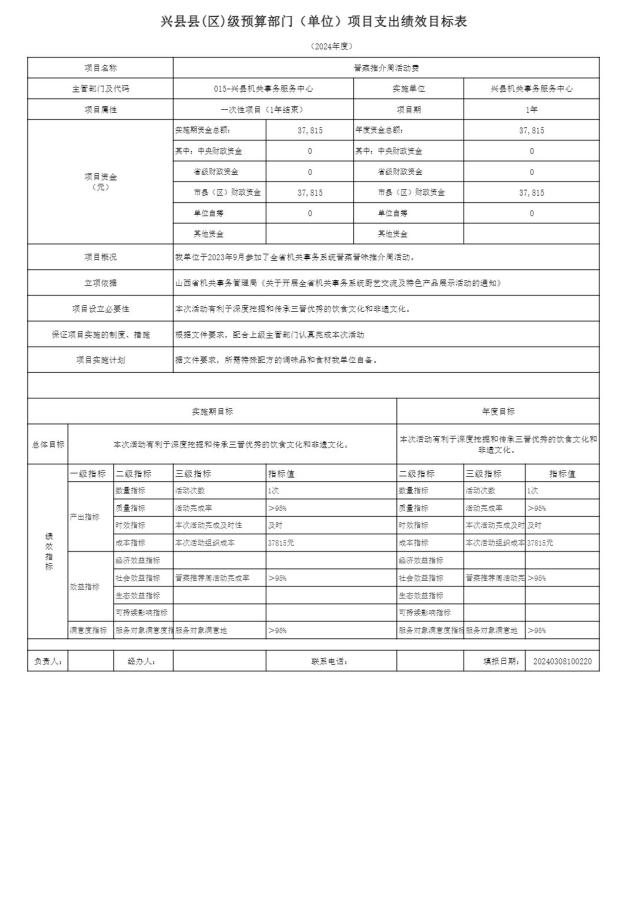 兴县县(区)级预算部门（单位）项目支出绩效目标表
（2024年度）
项目名称 晋菜推介周活动费
主管部门及代码 015-兴县机关事务服务中心 实施单位 兴县机关事务服务中心
项目属性 一次性项目（1年结束） 项目期 1年
项目资金（元） 实施期资金总额： 37,815 年度资金总额： 37,815
其中：中央财政资金 0 其中：中央财政资金 0
省级财政资金 0 省级财政资金 0
市县（区）财政资金 37,815 市县（区）财政资金 37,815
单位自筹 0 单位自筹 0
其他资金 其他资金
项目概况 我单位于2023年9月参加了全省机关事务系统晋菜晋味推介周活动。
立项依据 山西省机关事务管理局《关于开展全省机关事务系统厨艺交流及特色产品展示活动的通知》
项目设立必要性 本次活动有利于深度挖掘和传承三晋优秀的饮食文化和非遗文化。
保证项目实施的制度、措施 根据文件要求，配合上级主管部门认真完成本次活动
项目实施计划 据文件要求，所需特殊配方的调味品和食材我单位自备。
实施期目标 年度目标
总体目标 本次活动有利于深度挖掘和传承三晋优秀的饮食文化和非遗文化。 本次活动有利于深度挖掘和传承三晋优秀的饮食文化和非遗文化。
绩效指标 一级指标 二级指标 三级指标 指标值 二级指标 三级指标 指标值
产出指标 数量指标 活动次数 1次 数量指标 活动次数 1次
质量指标 活动完成率 ＞98% 质量指标 活动完成率 ＞98%
时效指标 本次活动完成及时性 及时 时效指标 本次活动完成及时 及时
成本指标 本次活动组织成本 37815元 成本指标 本次活动组织成本 37815元
效益指标 经济效益指标 经济效益指标
社会效益指标 晋菜推荐周活动完成率 ＞98% 社会效益指标 晋菜推荐周活动完 ＞98%
生态效益指标 生态效益指标
可持续影响指标 可持续影响指标
满意度指标 服务对象满意度指 服务对象满意地 ＞98% 服务对象满意度指标 服务对象满意地 ＞98%
负责人： 经办人： 联系电话： 填报日期： 20240308100220